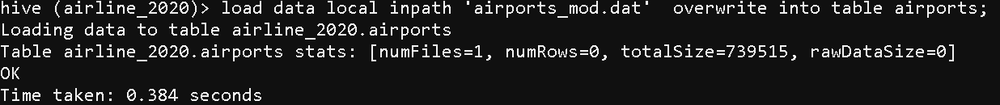 hive (airline_2020)> load data local inpath 'airports_mod.dat'  overwrite into table airports;
Loading data to table airline_2020.airports
Table airline_2020.airports stats: [numFiles=1, numRows=0, totalSize=739515, rawDataSize=0]
OK
Time taken: 0.384 seconds